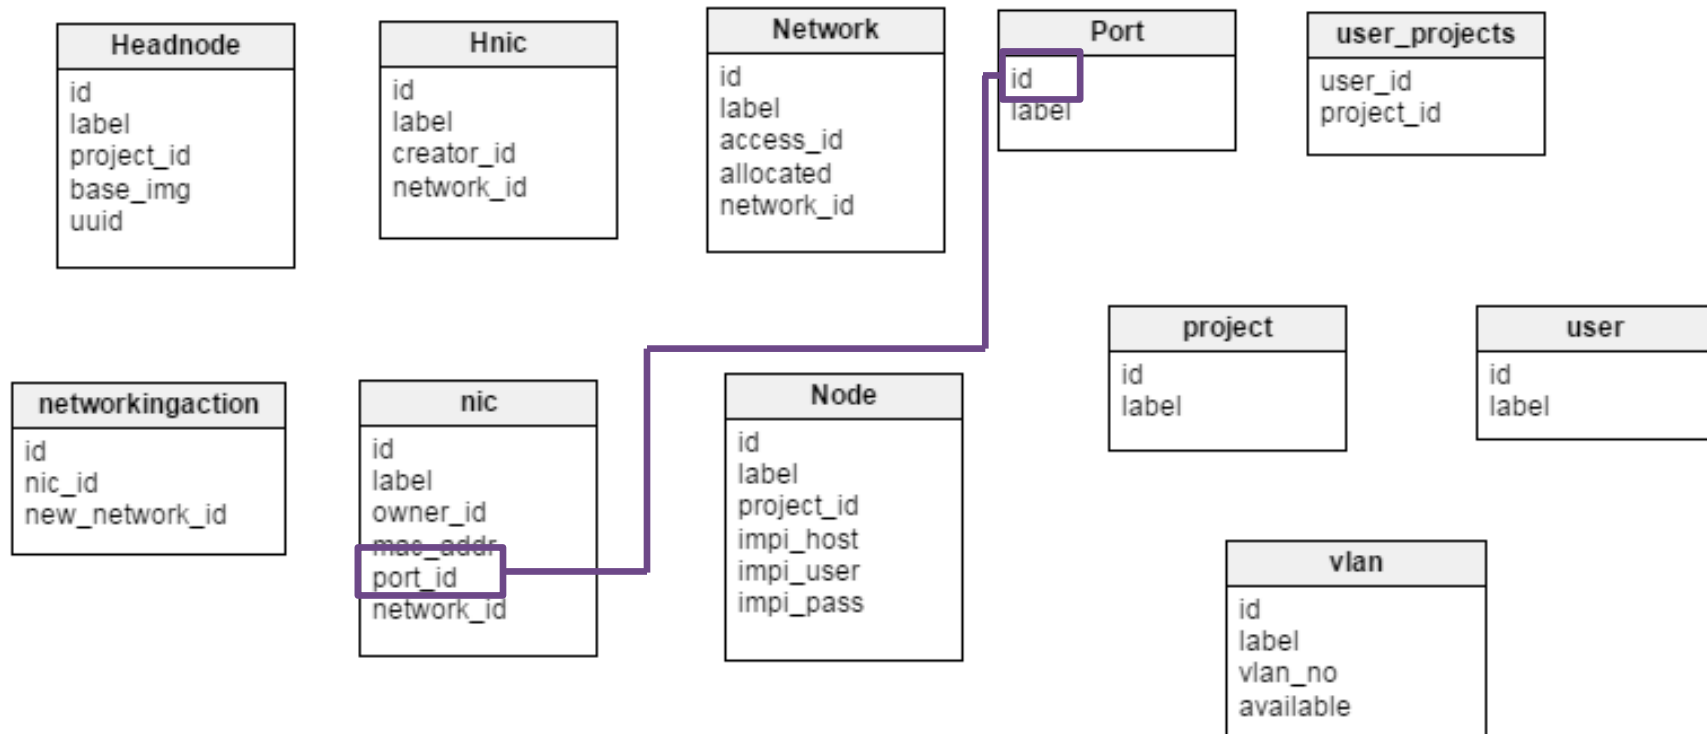 Headnode
id
label
project_id
base_img
uuid
Hnic
id
label
creator_id
network_id
Network
id
label
access_id
allocated
network_id
Port
id
label
user_projects
user_id
project_id
networkingaction
id
nic_id
new_network_id
nic
id
label
owner_id
mac_addr
port_id
network_id
Node
id
label
project_id
impi_host
impi_user
impi_pass
project
id
label
user
id
label
vlan
id
label
vlan_no
available